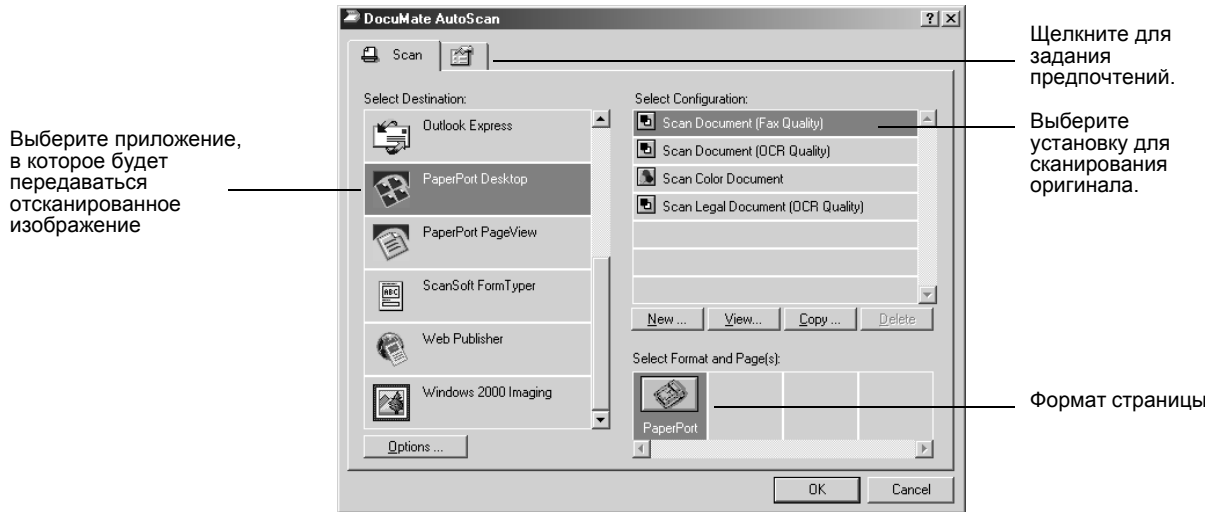 DocuMate AutoScan
Scan
Щелкните для
задания
предпочтений.
Select Destination:
Select Configuration:
Выберите приложение,
в которое будет
передаваться
отсканированное
изображение
Outlook Express
PaperPort Desktop
PaperPort PageView
ScanSoft FormTyper
ABC
Web Publisher
Windows 2000 Imaging
Options ...
Scan Document (Fax Quality)
Scan Document (OCR Quality)
Scan Color Document
Scan Legal Document (OCR Quality)
Выберите
установку для
сканирования
оригинала.
New ... View... Copy ... Delete
Select Format and Page(s):
PaperPort
Формат страницы
OK Cancel